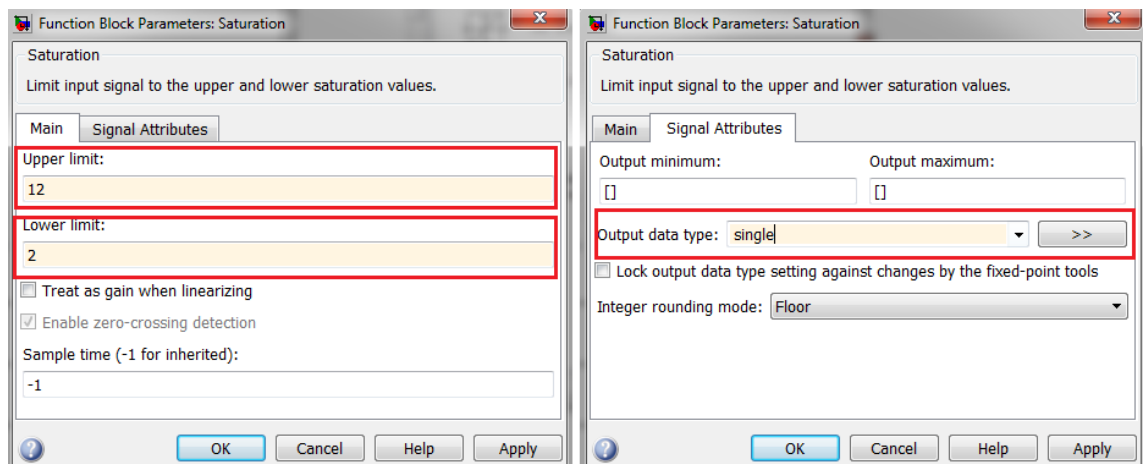 Function Block Parameters: Saturation
Saturation
Limit input signal to the upper and lower saturation values.
Main Signal Attributes
Upper limit:
12
Lower limit:
2
Treat as gain when linearizing
Enable zero-crossing detection
Sample time (-1 for inherited):
-1
OK Cancel Help Apply
Function Block Parameters: Saturation
Saturation
Limit input signal to the upper and lower saturation values.
Main Signal Attributes
Output minimum: Output maximum:
[] []
Output data type: single >>
Lock output data type setting against changes by the fixed-point tools
Integer rounding mode: Floor
OK Cancel Help Apply